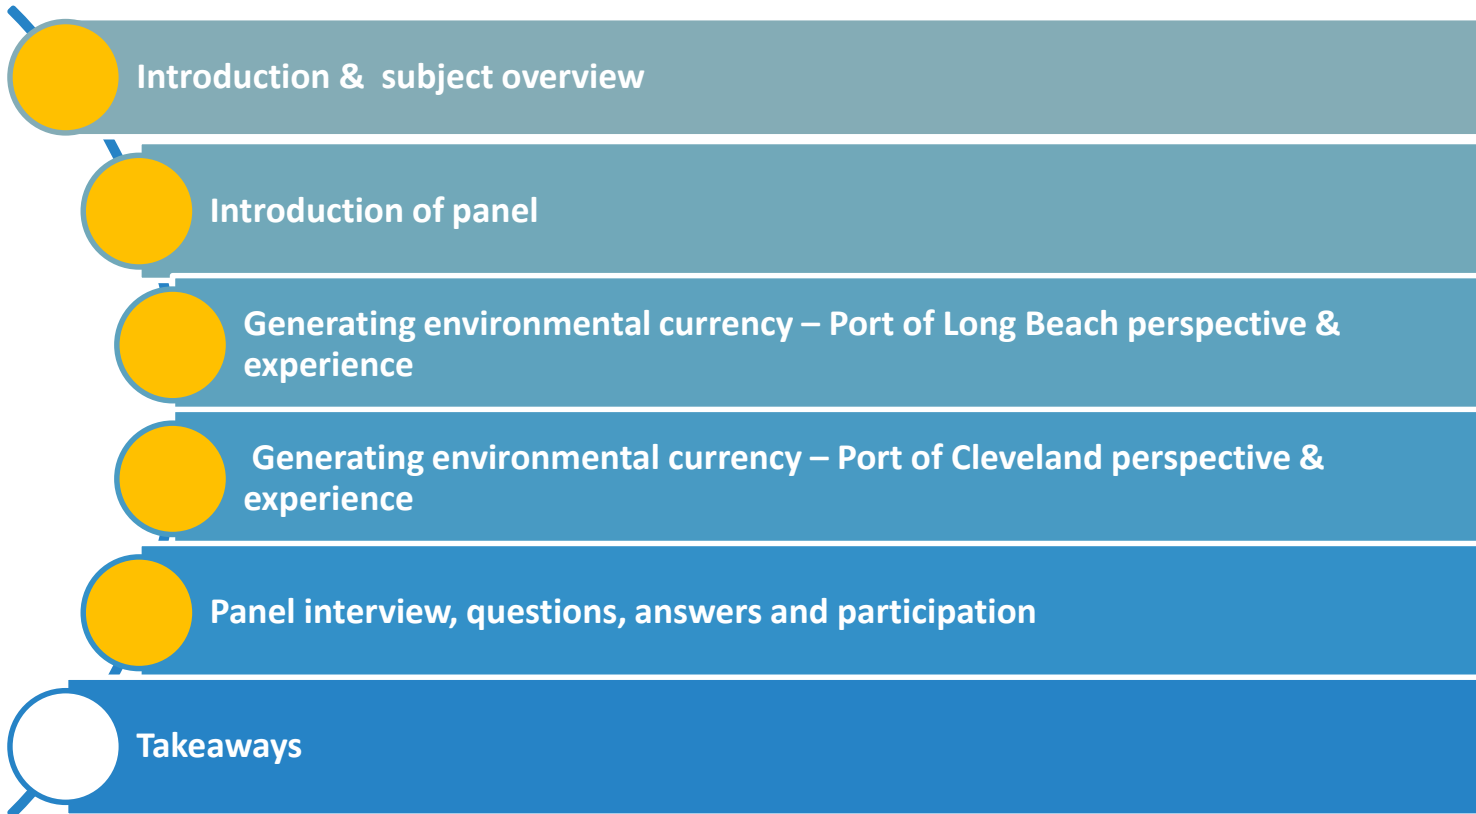 Introduction &  subject overview
Introduction of panel
Generating environmental currency – Port of Long Beach perspective &
experience
Generating environmental currency – Port of Cleveland perspective &
experience
Panel interview, questions, answers and participation
Takeaways